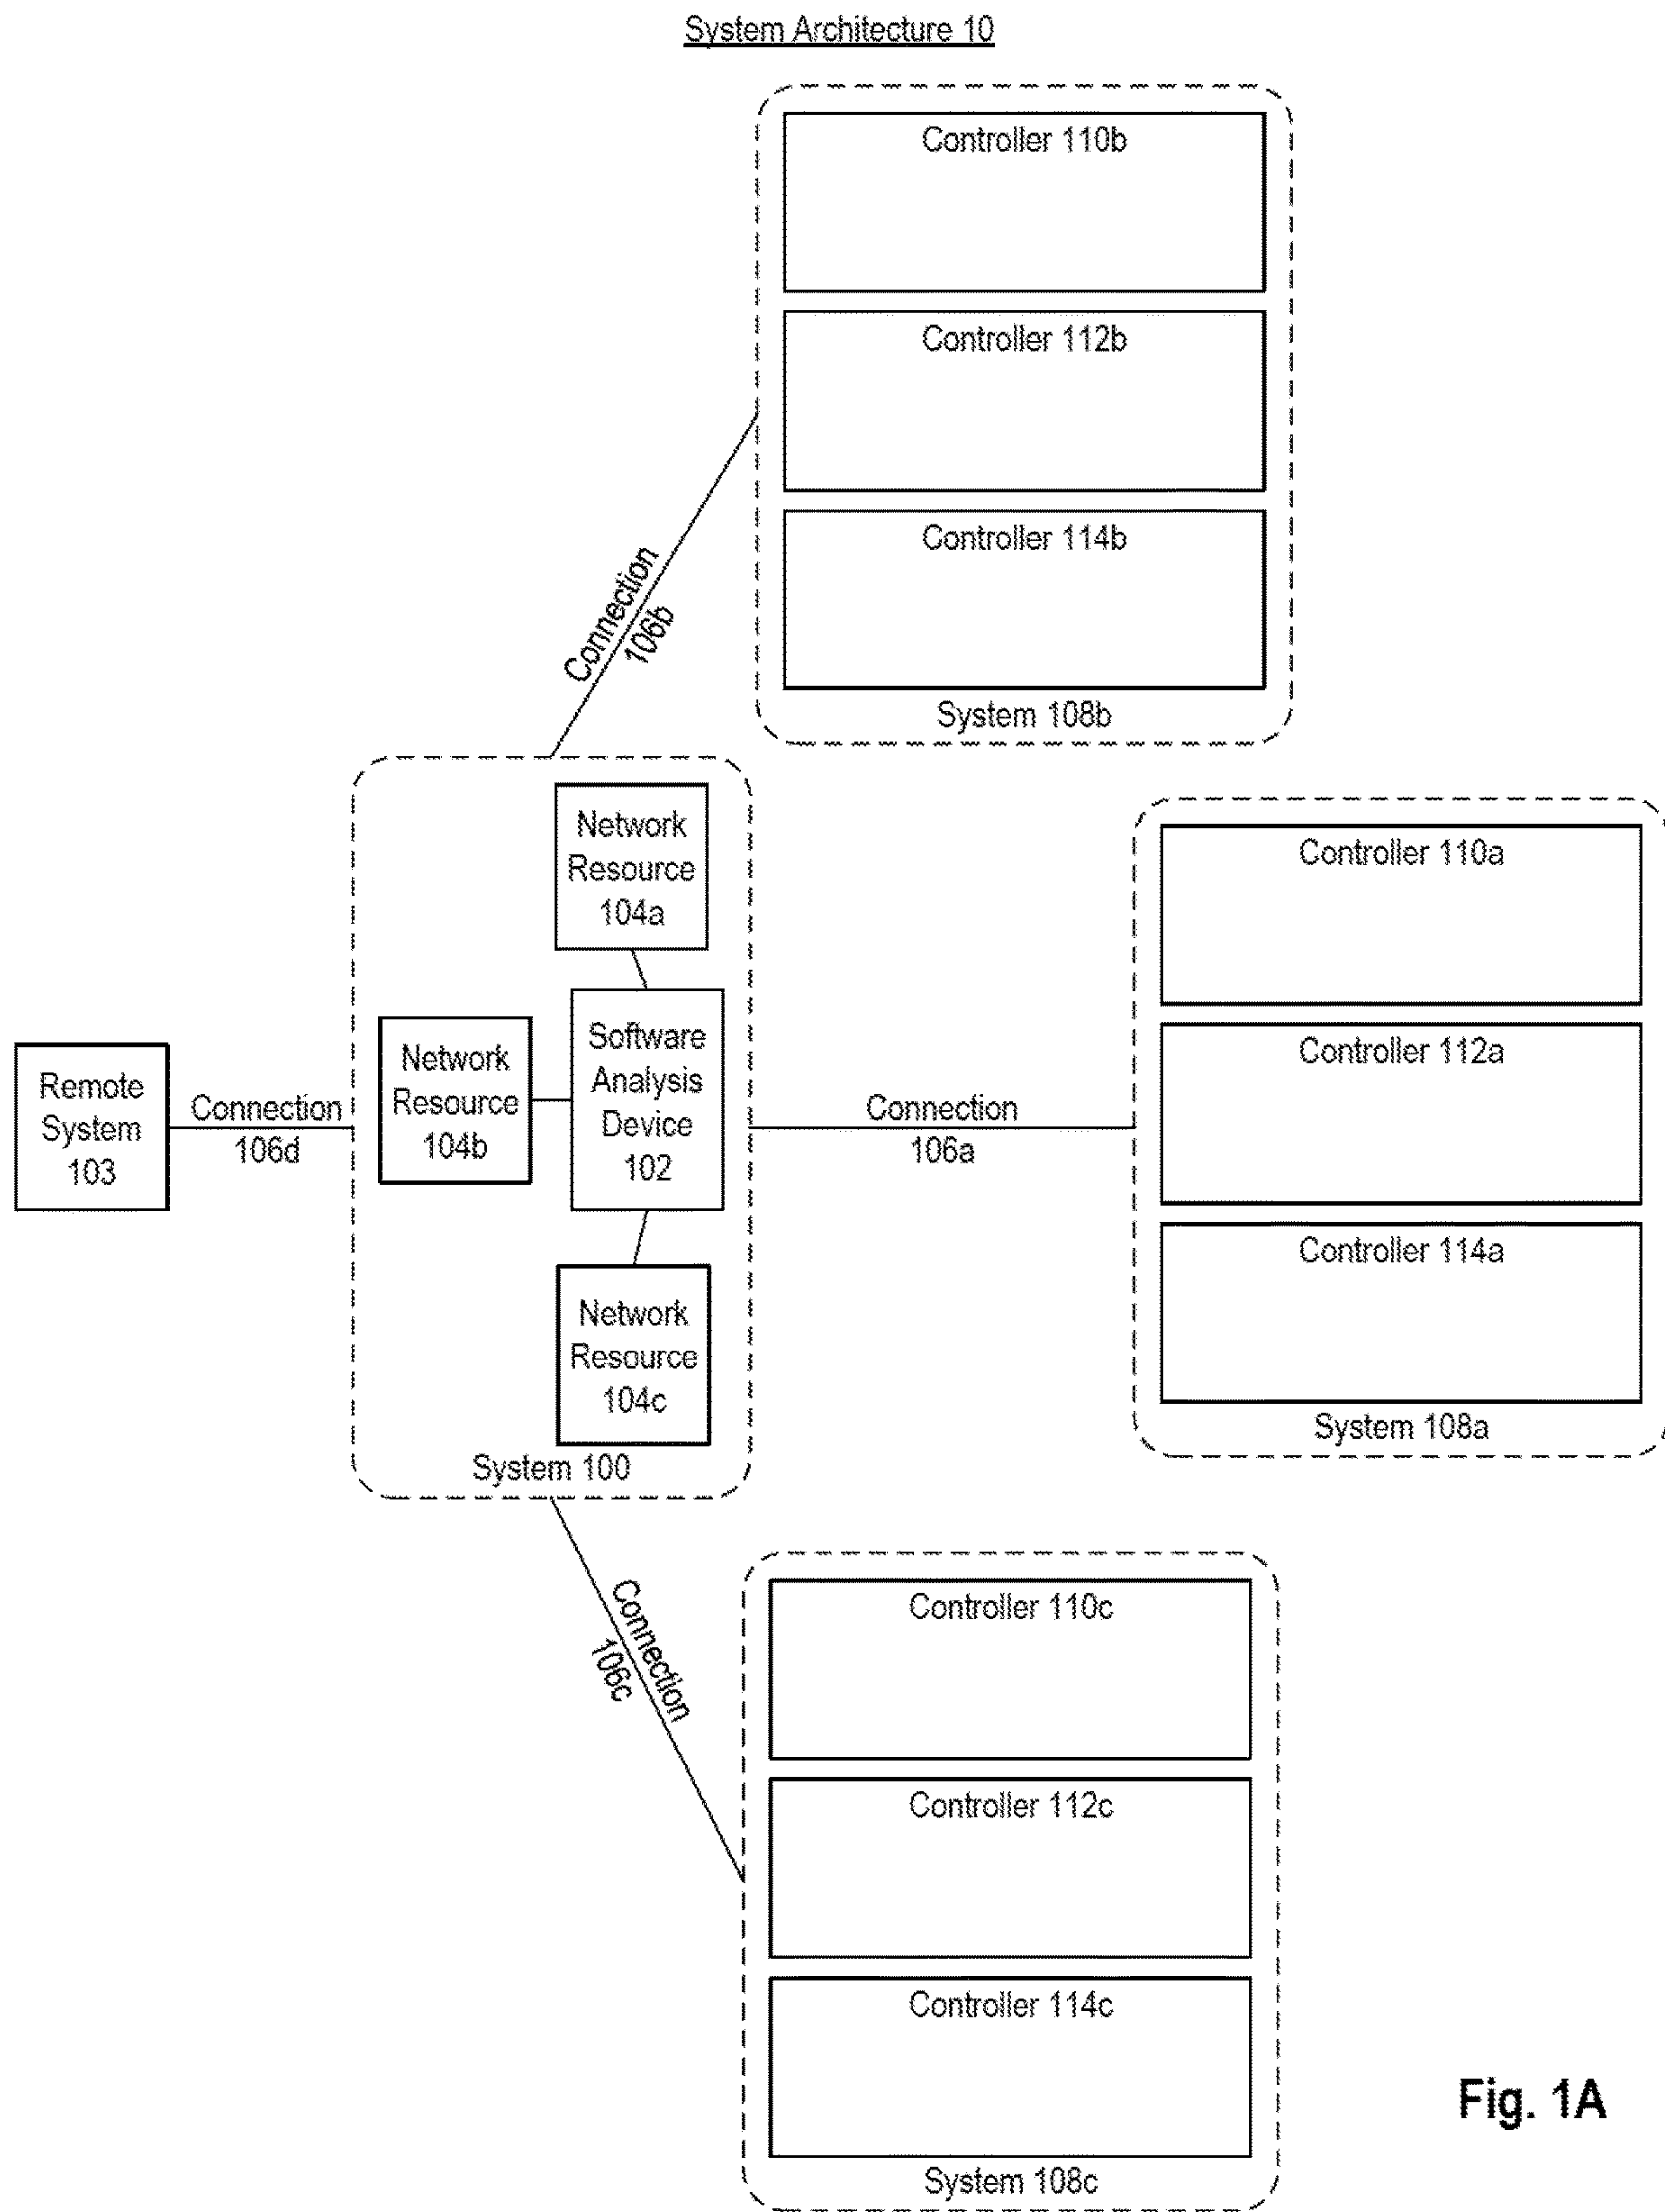 System Architecture 10
Controller 110b
Controller 112b
Controller 114b
System 108b
Connection
106b
Network
Resource
104a
Network
Resource
104b
Software
Analysis
Device
102
Network
Resource
104c
System 100
Remote
System
103
Connection
106d
Connection
106a
Controller 110a
Controller 112a
Controller 114a
System 108a
Connection
106c
Controller 110c
Controller 112c
Controller 114c
System 108c
Fig. 1A